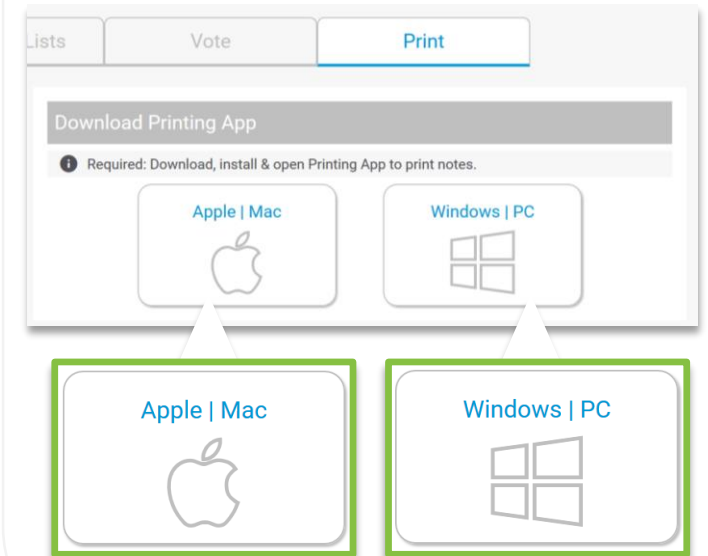 Lists Vote Print
Download Printing App
Required: Download, install & open Printing App to print notes.
Apple | Mac Windows | PC
Apple | Mac Windows | PC